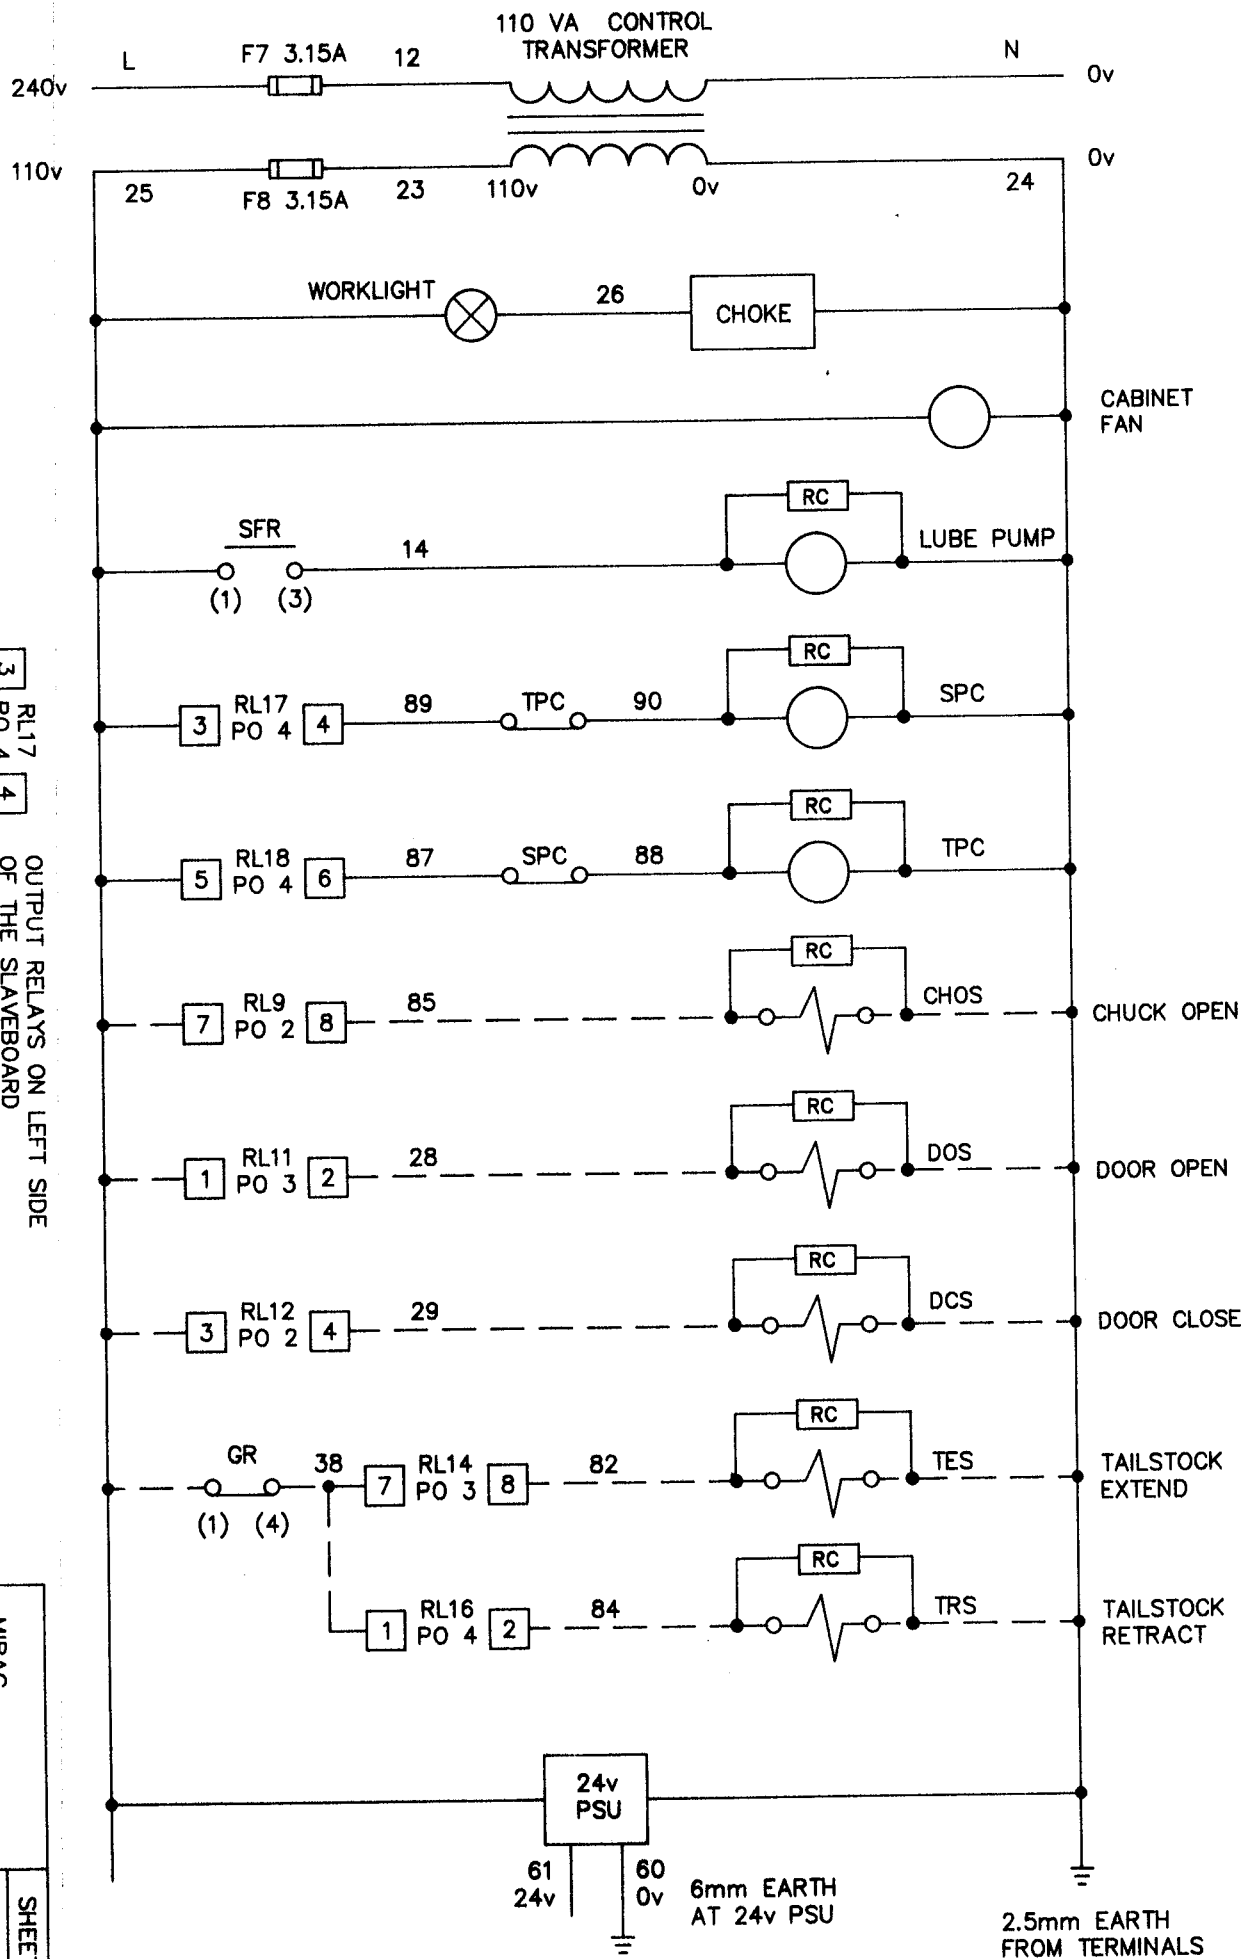 110 VA CONTROL
TRANSFORMER
L
F7 3.15A
12
N
240v
0v
110v
25
F8 3.15A
23
110v
0v
24
0v
WORKLIGHT
26
CHOKE
CABINET
FAN
SFR
14
RC
LUBE PUMP
(1) (3)
3
RL17
PO 4
4
89
TPC
90
RC
SPC
5
RL18
PO 4
6
87
SPC
88
RC
TPC
7
RL9
PO 2
8
85
RC
CHOS
CHUCK OPEN
1
RL11
PO 3
2
28
RC
DOS
DOOR OPEN
3
RL12
PO 2
4
29
RC
DCS
DOOR CLOSE
GR
(1) (4)
38
7
RL14
PO 3
8
82
RC
TES
TAILSTOCK
EXTEND
1
RL16
PO 4
2
84
RC
TRS
TAILSTOCK
RETRACT
24v
PSU
61
24v
60
0v
6mm EARTH
AT 24v PSU
2.5mm EARTH
FROM TERMINALS
3
RL17
PO 4
4
OUTPUT RELAYS ON LEFT SIDE
OF THE SLAVEBOARD
SHEET